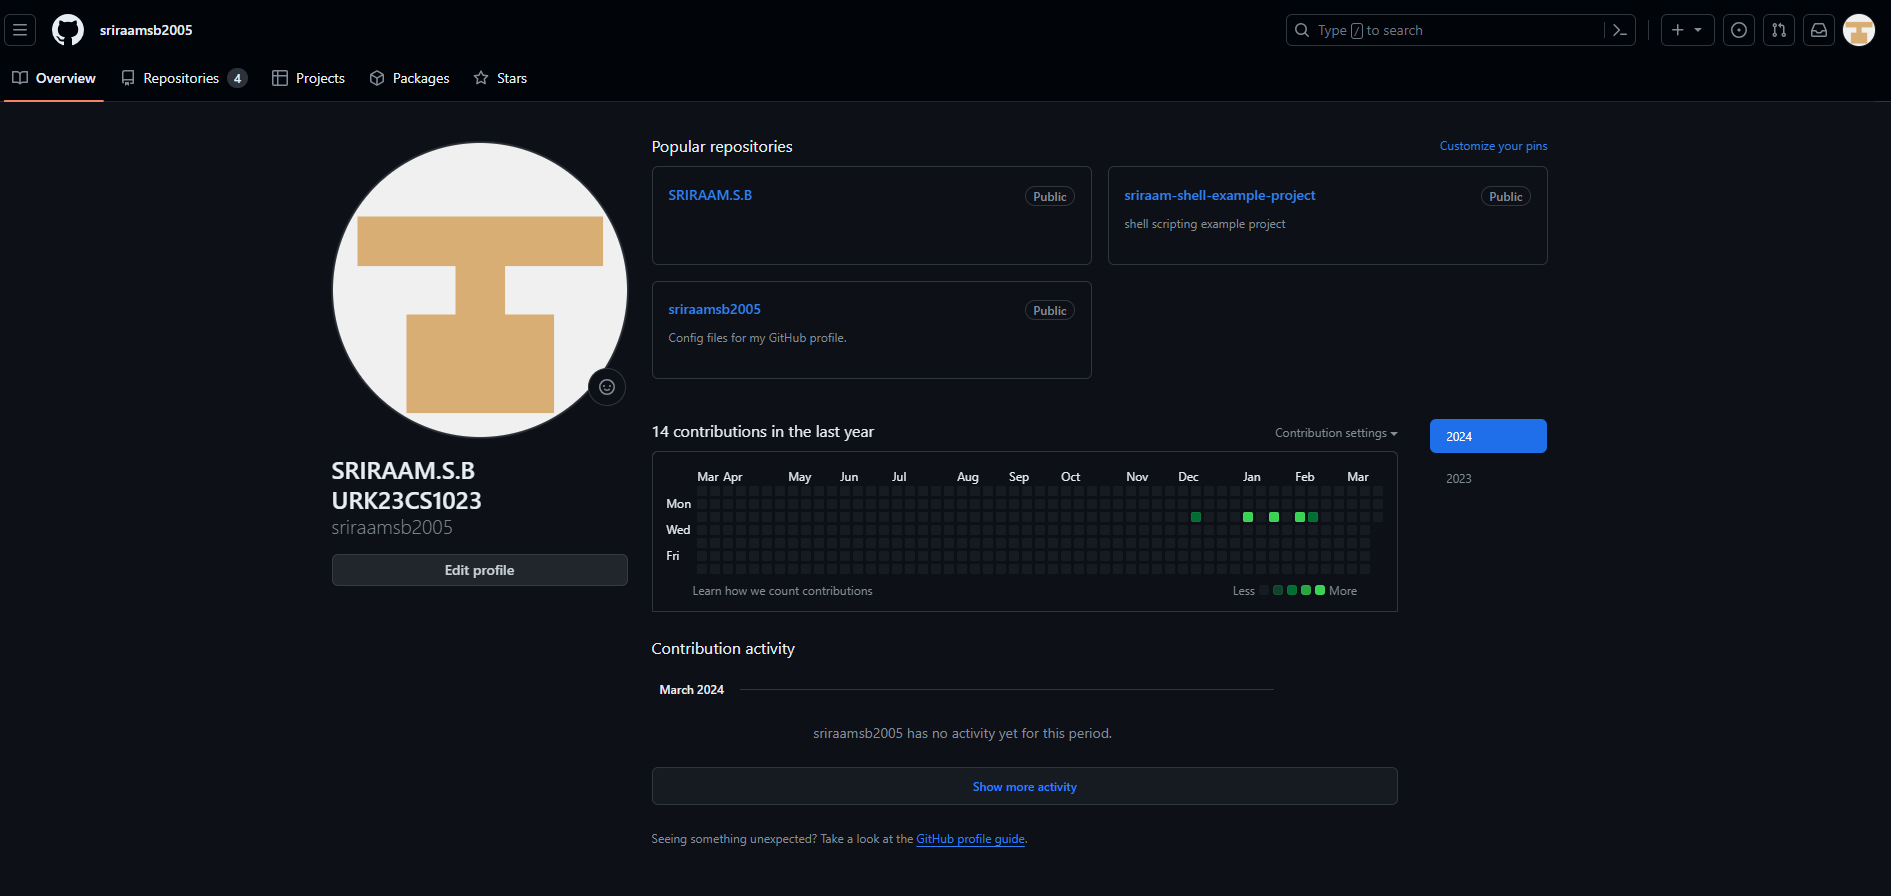 sriraamsb2005
Type / to search
Overview
Repositories 4
Projects
Packages
Stars
SRIRAAM.S.B
URK23CS1023
sriraamsb2005
Edit profile
Popular repositories
Customize your pins
SRIRAAM.S.B Public
sriraam-shell-example-project Public
shell scripting example project
sriraamsb2005 Public
Config files for my GitHub profile.
14 contributions in the last year
Contribution settings
2024
2023
Mar Apr May Jun Jul Aug Sep Oct Nov Dec Jan Feb Mar
Mon
Wed
Fri
Learn how we count contributions
Less More
Contribution activity
March 2024
sriraamsb2005 has no activity yet for this period.
Show more activity
Seeing something unexpected? Take a look at the GitHub profile guide.